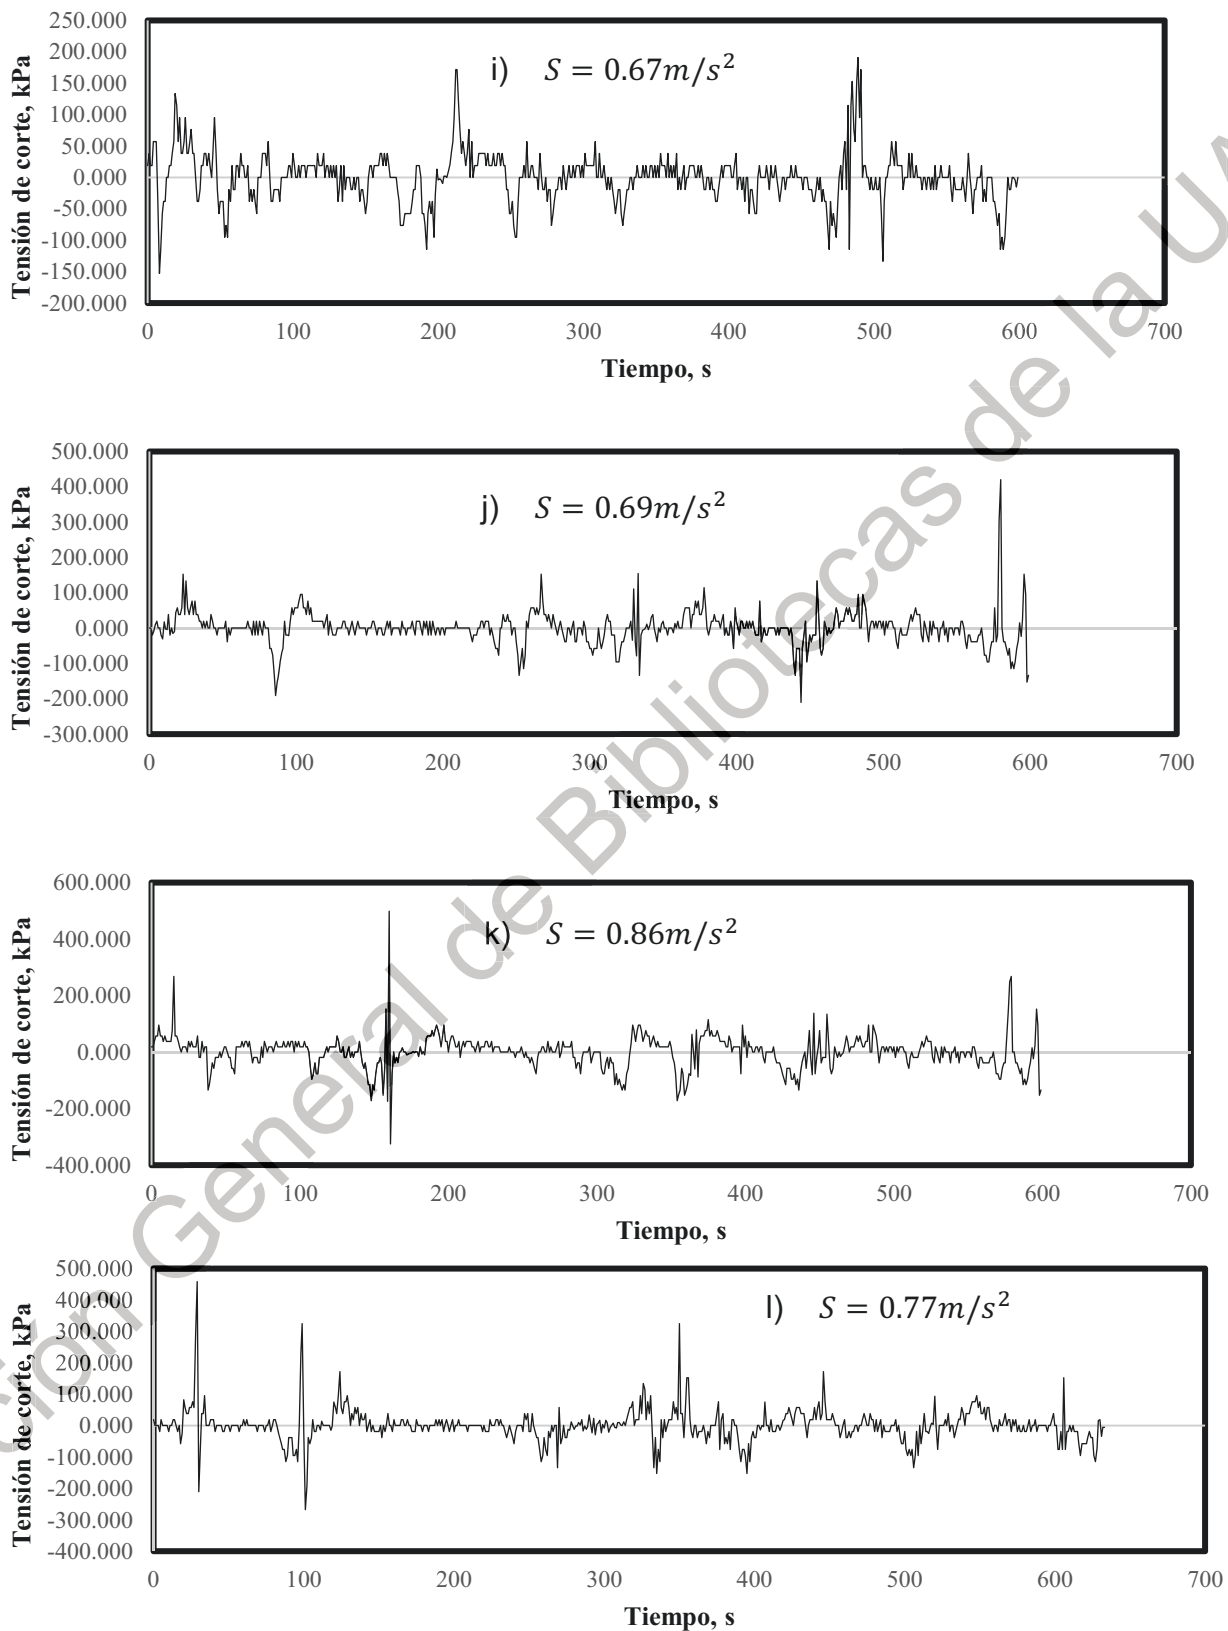 250.000
200.000
150.000
100.000
50.000
0.000
-50.000
-100.000
-150.000
-200.000
Tensión de corte, kPa
i) S = 0.67m/s²
0 100 200 300 400 500 600 700
Tiempo, s
500.000
400.000
300.000
200.000
100.000
0.000
-100.000
-200.000
-300.000
Tensión de corte, kPa
j) S = 0.69m/s²
0 100 200 300 400 500 600 700
Tiempo, s
600.000
400.000
200.000
0.000
-200.000
-400.000
Tensión de corte, kPa
k) S = 0.86m/s²
0 100 200 300 400 500 600 700
Tiempo, s
500.000
400.000
300.000
200.000
100.000
0.000
-100.000
-200.000
-300.000
-400.000
Tensión de corte, kPa
l) S = 0.77m/s²
0 100 200 300 400 500 600 700
Tiempo, s
ción General de Bibliotecas de la UA